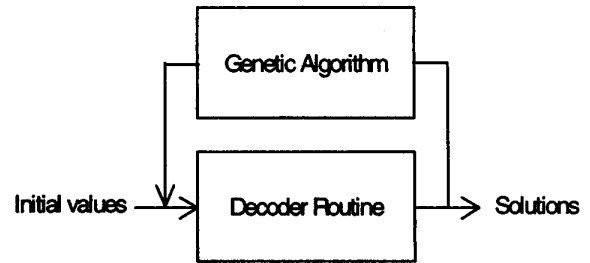 Genetic Algorithm
Initial values
Decoder Routine
Solutions